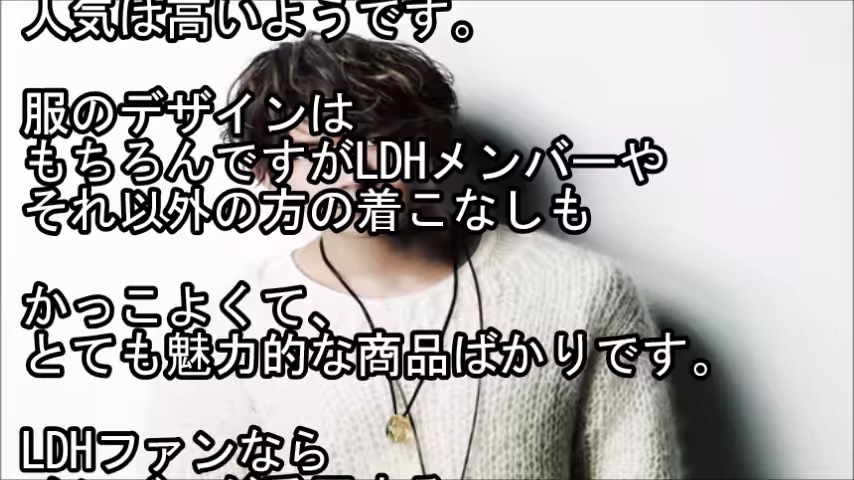 人気は高いようです。
服のデザインは
もちろんですがLDHメンバーや
それ以外の方の着こなしも
かっこよくて、
とても魅力的な商品ばかりです。
LDHファンなら